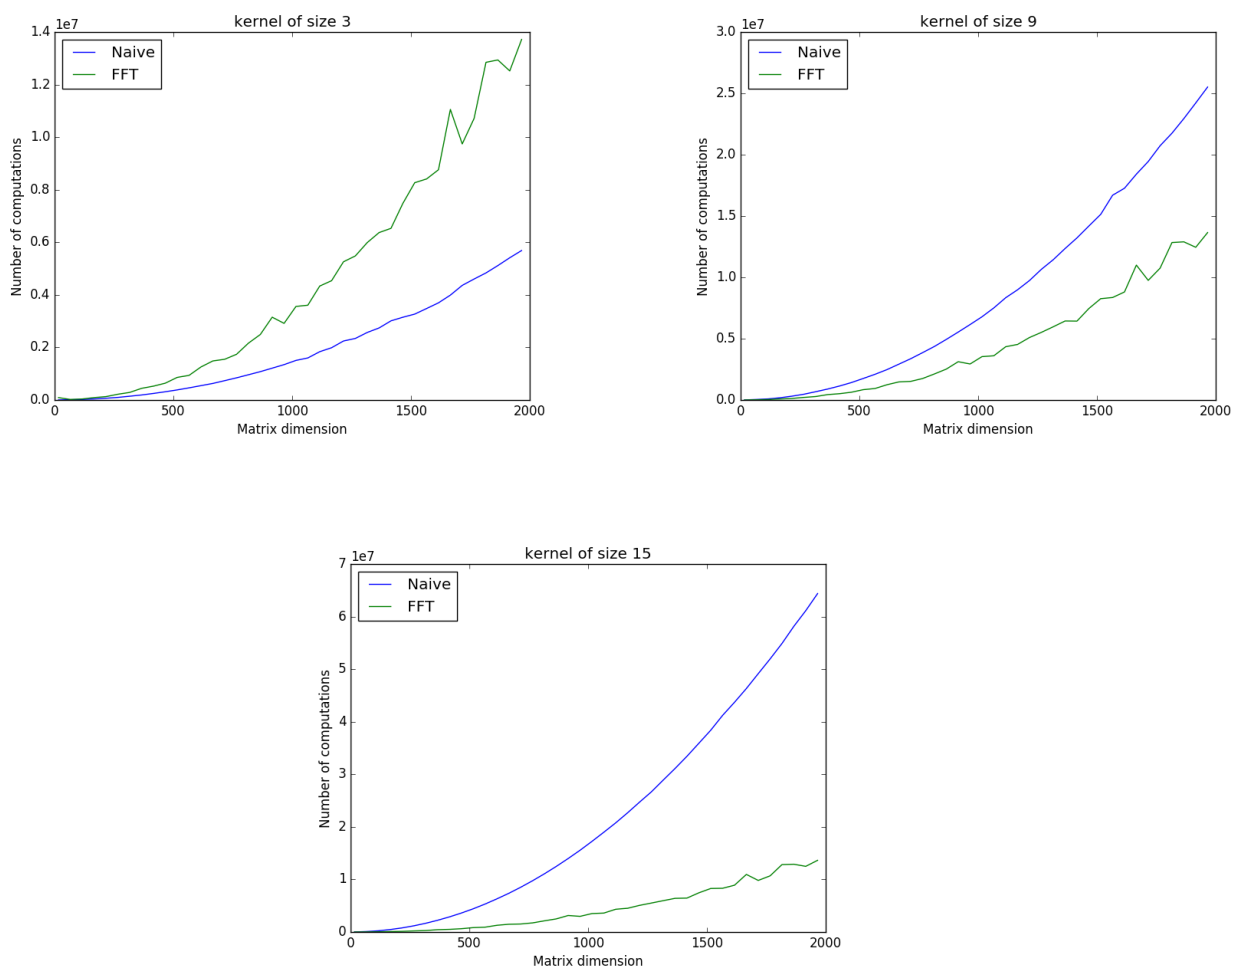 kernel of size 3
1e7
Naive
FFT
1.4
1.2
1.0
0.8
0.6
0.4
0.2
0.0
Number of computations
0 500 1000 1500 2000
Matrix dimension
kernel of size 9
1e7
Naive
FFT
3.0
2.5
2.0
1.5
1.0
0.5
0.0
Number of computations
0 500 1000 1500 2000
Matrix dimension
kernel of size 15
1e7
Naive
FFT
7
6
5
4
3
2
1
0
Number of computations
0 500 1000 1500 2000
Matrix dimension